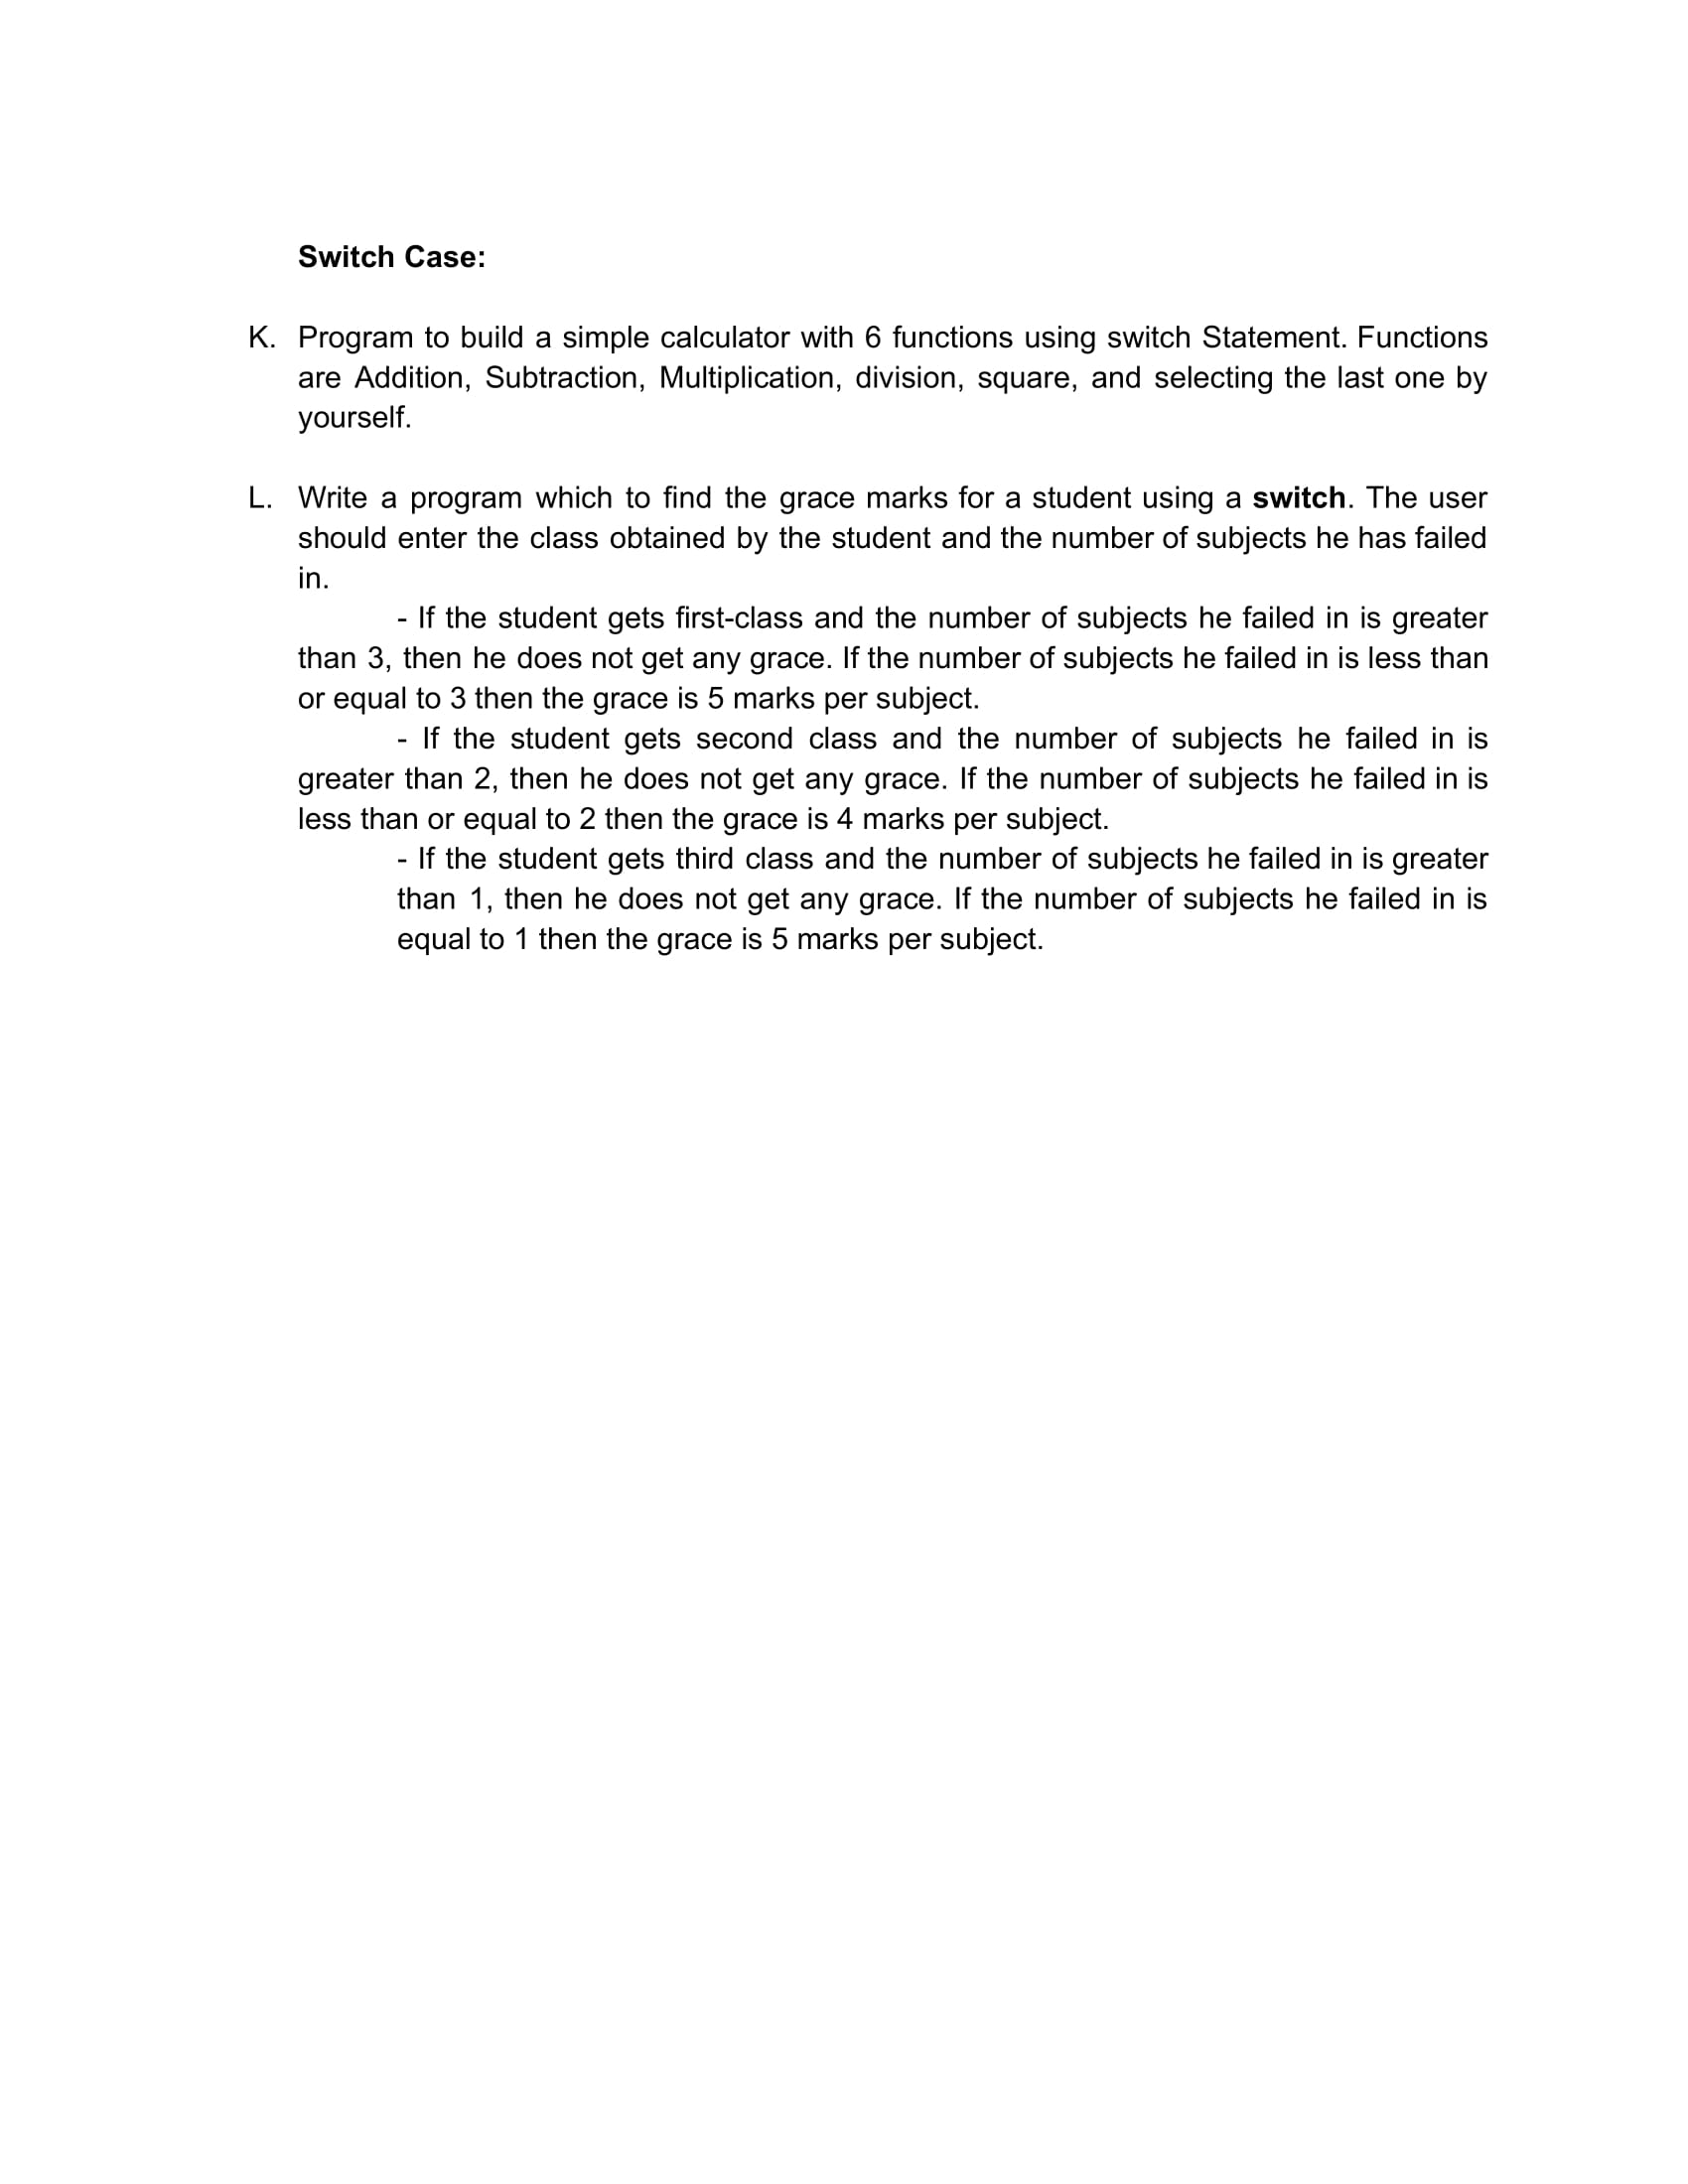 Switch Case:
K. Program to build a simple calculator with 6 functions using switch Statement. Functions
are Addition, Subtraction, Multiplication, division, square, and selecting the last one by
yourself.
L. Write a program which to find the grace marks for a student using a switch. The user
should enter the class obtained by the student and the number of subjects he has failed
in.
- If the student gets first-class and the number of subjects he failed in is greater
than 3, then he does not get any grace. If the number of subjects he failed in is less than
or equal to 3 then the grace is 5 marks per subject.
- If the student gets second class and the number of subjects he failed in is
greater than 2, then he does not get any grace. If the number of subjects he failed in is
less than or equal to 2 then the grace is 4 marks per subject.
- If the student gets third class and the number of subjects he failed in is greater
than 1, then he does not get any grace. If the number of subjects he failed in is
equal to 1 then the grace is 5 marks per subject.